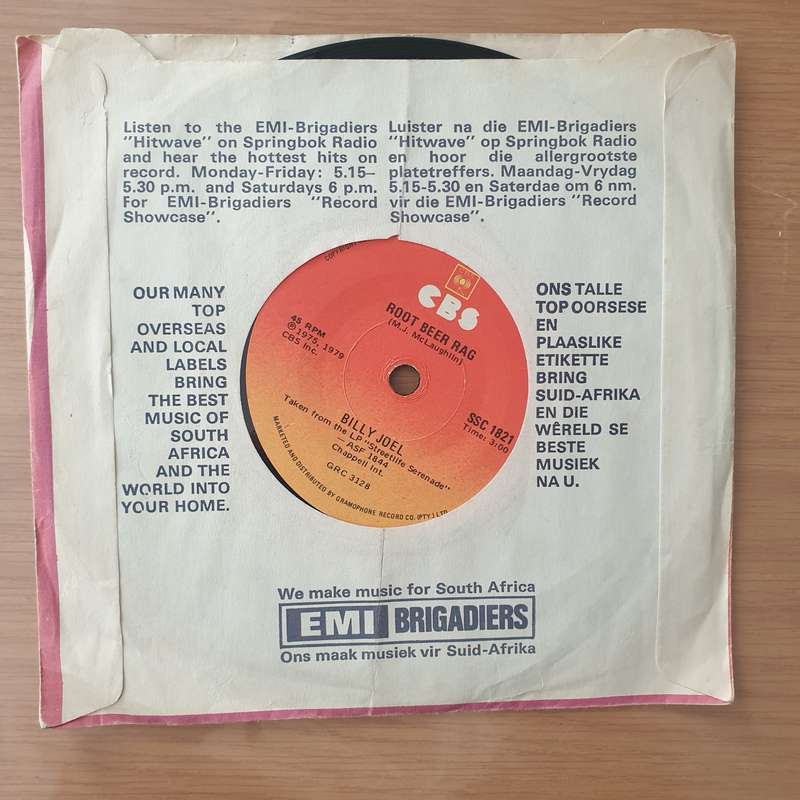 Listen to the EMI-Brigadiers
"Hitwave" on Springbok Radio
and hear the hottest hits on
record. Monday-Friday: 5.15–
5.30 p.m. and Saturdays 6 p.m.
For EMI-Brigadiers "Record
Showcase".
Luister na die EMI-Brigadiers
"Hitwave" op Springbok Radio
en hoor die allergrootste
platetreffers. Maandag-Vrydag
5.15-5.30 en Saterdae om 6 nm.
vir die EMI-Brigadiers "Record
Showcase".
OUR MANY
TOP
OVERSEAS
AND LOCAL
LABELS
BRING
THE BEST
MUSIC OF
SOUTH
AFRICA
AND THE
WORLD INTO
YOUR HOME.
COPYRIGHT
CBS
ROOT BEER RAG
(M.J. McLaughlin)
45 RPM
℗ 1975, 1979
CBS Inc.
SSC 1821
Time: 3:00
BILLY JOEL
Taken from the LP "Streetlife Serenade"
— ASF 1844
Chappell Int.
GRC 3128
MARKETED AND DISTRIBUTED BY GRAMOPHONE RECORD CO. (PTY.) LTD.
ONS TALLE
TOP OORSESE
EN
PLAASLIKE
ETIKETTE
BRING
SUID-AFRIKA
EN DIE
WÊRELD SE
BESTE
MUSIEK
NA U.
We make music for South Africa
EMI BRIGADIERS
Ons maak musiek vir Suid-Afrika